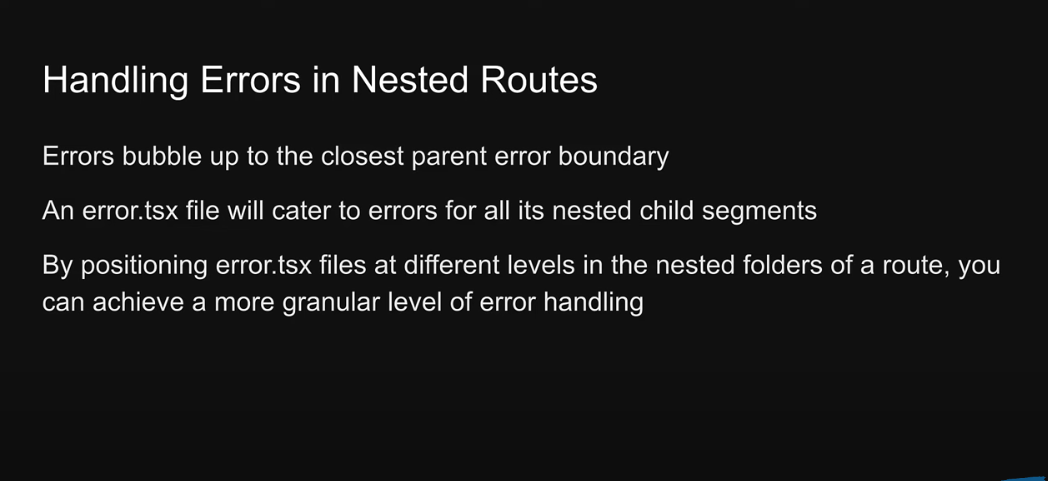 Handling Errors in Nested Routes
Errors bubble up to the closest parent error boundary
An error.tsx file will cater to errors for all its nested child segments
By positioning error.tsx files at different levels in the nested folders of a route, you
can achieve a more granular level of error handling